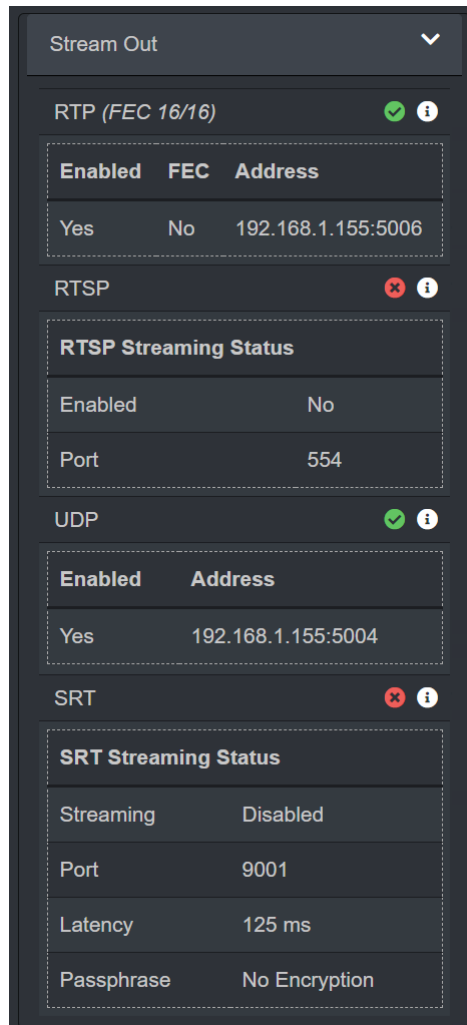 Stream Out
RTP (FEC 16/16)
Enabled FEC Address
Yes No 192.168.1.155:5006
RTSP
RTSP Streaming Status
Enabled No
Port 554
UDP
Enabled Address
Yes 192.168.1.155:5004
SRT
SRT Streaming Status
Streaming Disabled
Port 9001
Latency 125 ms
Passphrase No Encryption